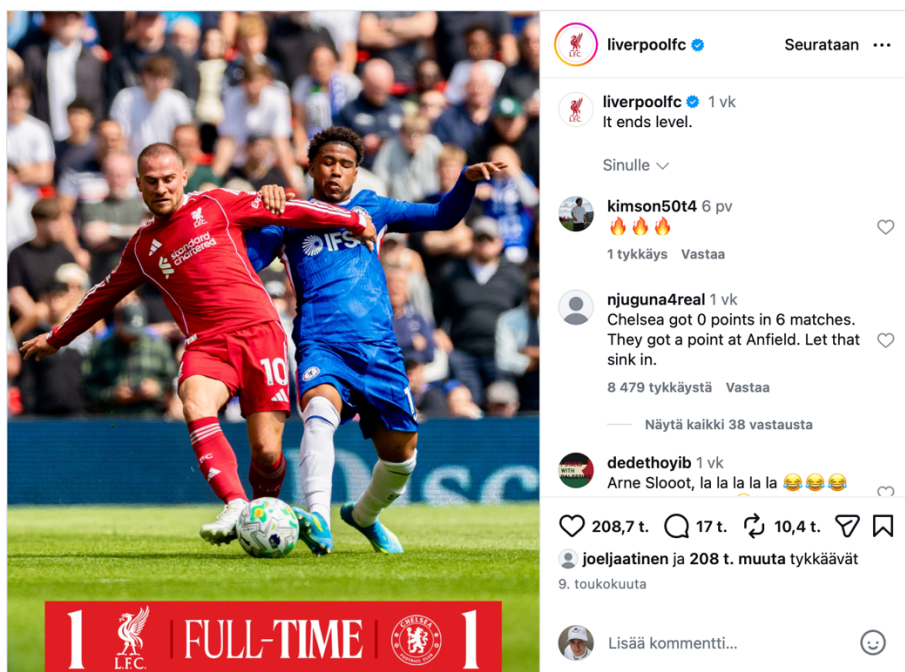 liverpoolfc
Seurataan
liverpoolfc 1 vk
It ends level.
Sinulle
kimson50t4 6 pv
🔥🔥🔥
1 tykkäys Vastaa
njuguna4real 1 vk
Chelsea got 0 points in 6 matches.
They got a point at Anfield. Let that
sink in.
8 479 tykkäystä Vastaa
Näytä kaikki 38 vastausta
dedethoyib 1 vk
Arne Slooot, la la la la la 😂😂😂
208,7 t. 17 t. 10,4 t.
joeljaatinen ja 208 t. muuta tykkäävät
9. toukokuuta
Lisää kommentti...
standard
chartered
IFS
10
L.F.C.
1 L.F.C. FULL-TIME CHELSEA FOOTBALL CLUB 1